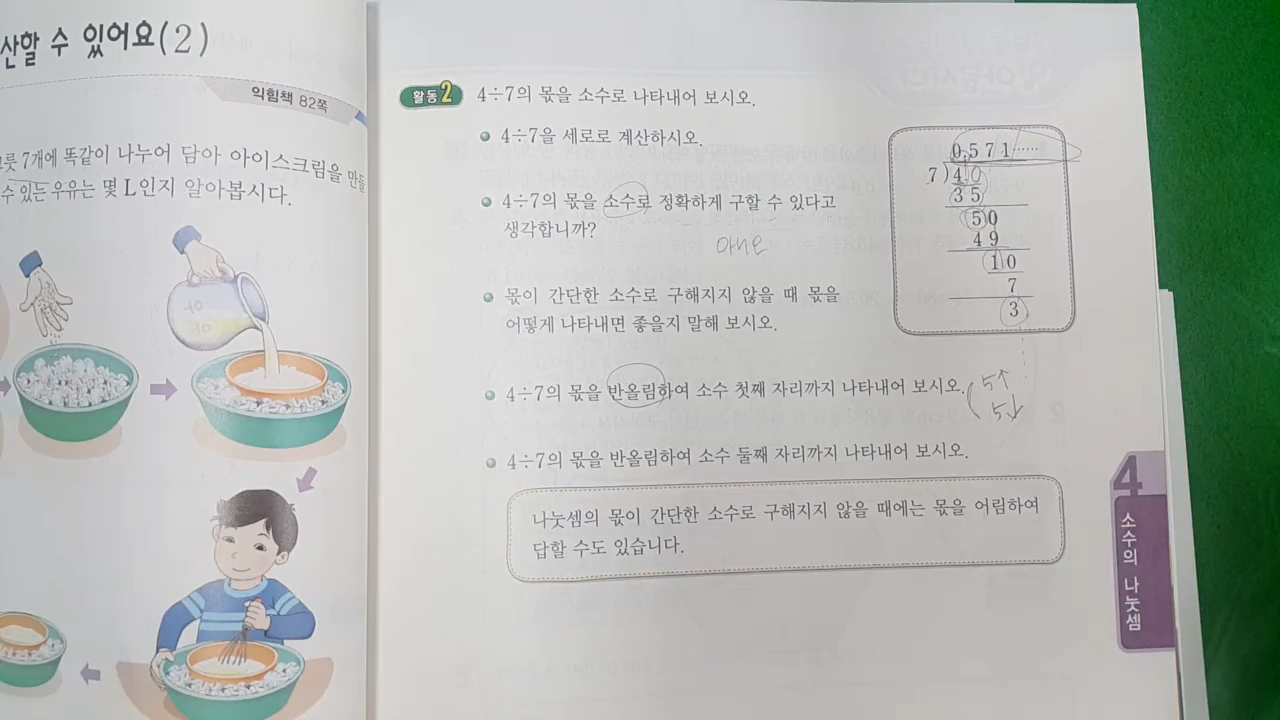 산할 수 있어요(2)
익힘책 82쪽
릇 7개에 똑같이 나누어 담아 아이스크림을 만들
수 있는 우유는 몇 L인지 알아봅시다.
활동2 4÷7의 몫을 소수로 나타내어 보시오.
4÷7을 세로로 계산하시오.
4÷7의 몫을 소수로 정확하게 구할 수 있다고
생각합니까?
몫이 간단한 소수로 구해지지 않을 때 몫을
어떻게 나타내면 좋을지 말해 보시오.
4÷7의 몫을 반올림하여 소수 첫째 자리까지 나타내어 보시오.
5↑
5↓
4÷7의 몫을 반올림하여 소수 둘째 자리까지 나타내어 보시오.
나눗셈의 몫이 간단한 소수로 구해지지 않을 때에는 몫을 어림하여
답할 수도 있습니다.
0.571……
7)40
35
50
49
10
7
3
4
소수의 나눗셈